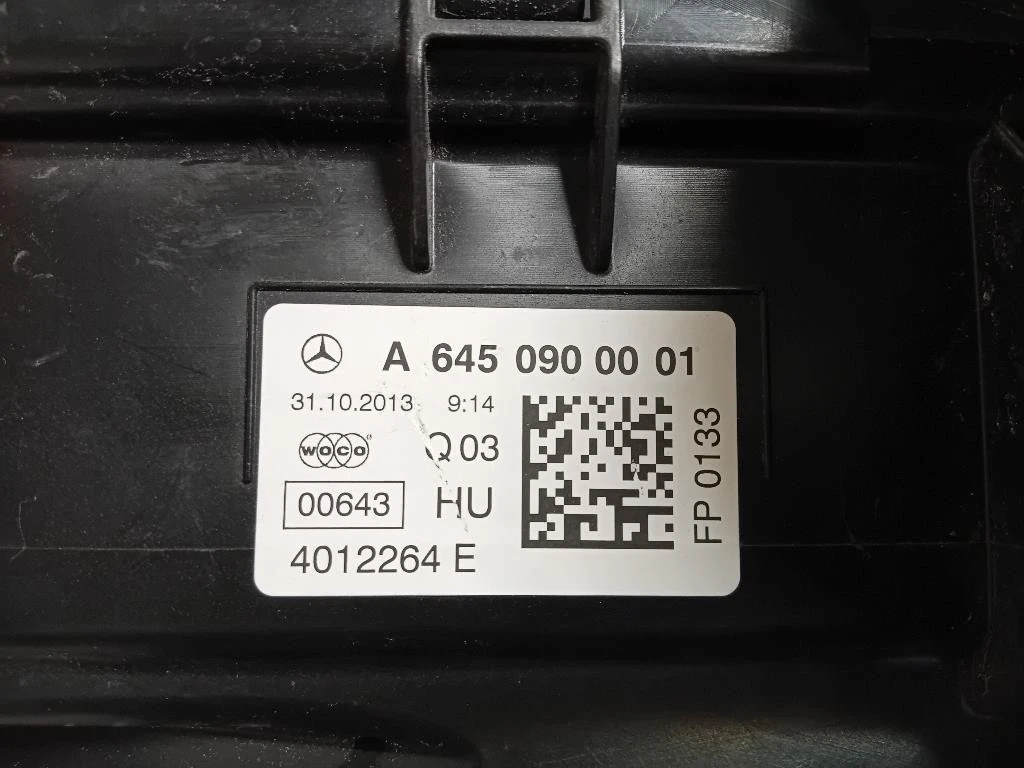 A 645 090 00 01
31.10.2013 9:14
WOCO®
Q 03
00643
HU
4012264 E
FP 0133